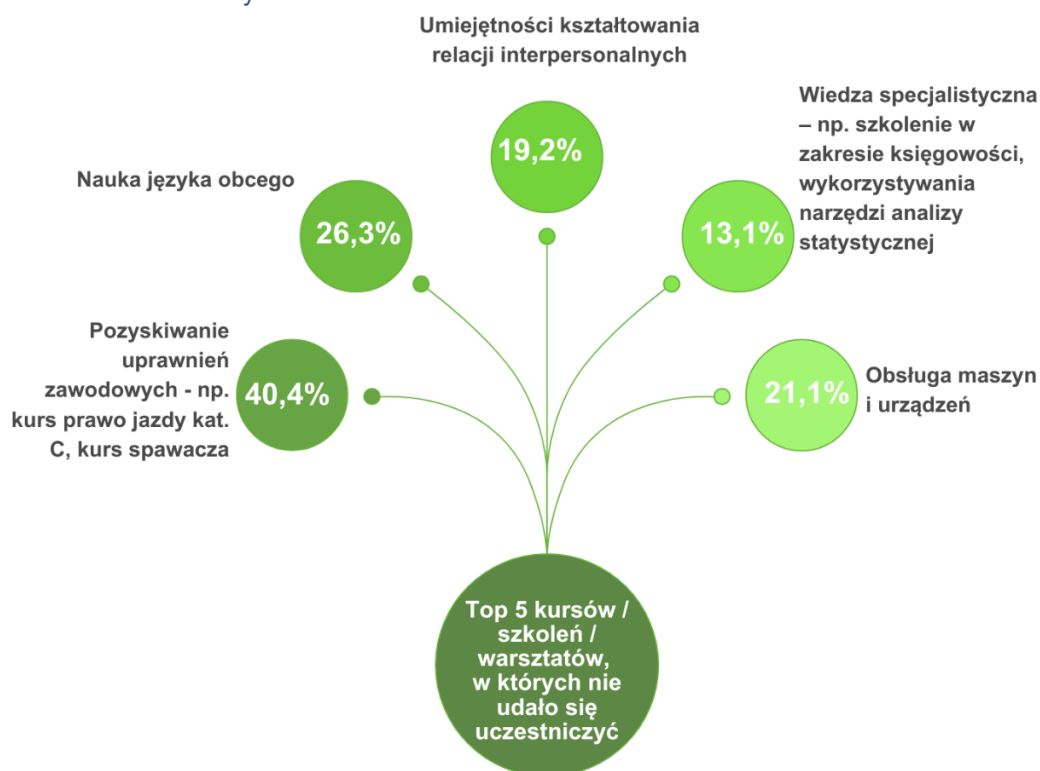 Umiejętności kształtowania
relacji interpersonalnych
19,2%
Wiedza specjalistyczna
– np. szkolenie w
zakresie księgowości,
wykorzystywania
narzędzi analizy
statystycznej
13,1%
Nauka języka obcego
26,3%
Pozyskiwanie
uprawnień
zawodowych - np.
kurs prawo jazdy kat.
C, kurs spawacza
40,4%
21,1%
Obsługa maszyn
i urządzeń
Top 5 kursów /
szkoleń /
warsztatów,
w których nie
udało się
uczestniczyć